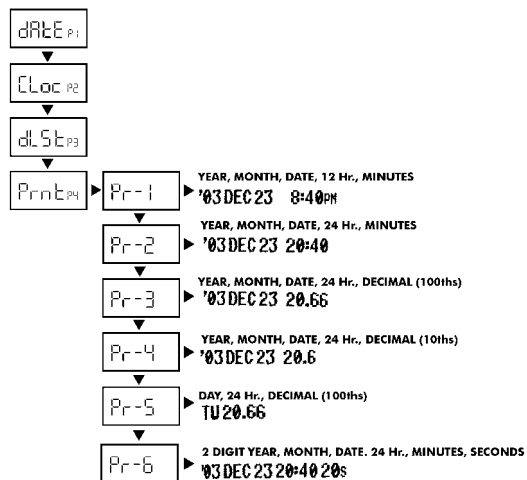 dAtE P1
CLoc P2
dLSt P3
Prnt P4
Pr-1
YEAR, MONTH, DATE, 12 Hr., MINUTES
'03 DEC 23 8:40PM
Pr-2
YEAR, MONTH, DATE, 24 Hr., MINUTES
'03 DEC 23 20:40
Pr-3
YEAR, MONTH, DATE, 24 Hr., DECIMAL (100ths)
'03 DEC 23 20.66
Pr-4
YEAR, MONTH, DATE, 24 Hr., DECIMAL (10ths)
'03 DEC 23 20.6
Pr-5
DAY, 24 Hr., DECIMAL (100ths)
TU 20.66
Pr-6
2 DIGIT YEAR, MONTH, DATE. 24 Hr., MINUTES, SECONDS
'03 DEC 23 20:40 20s